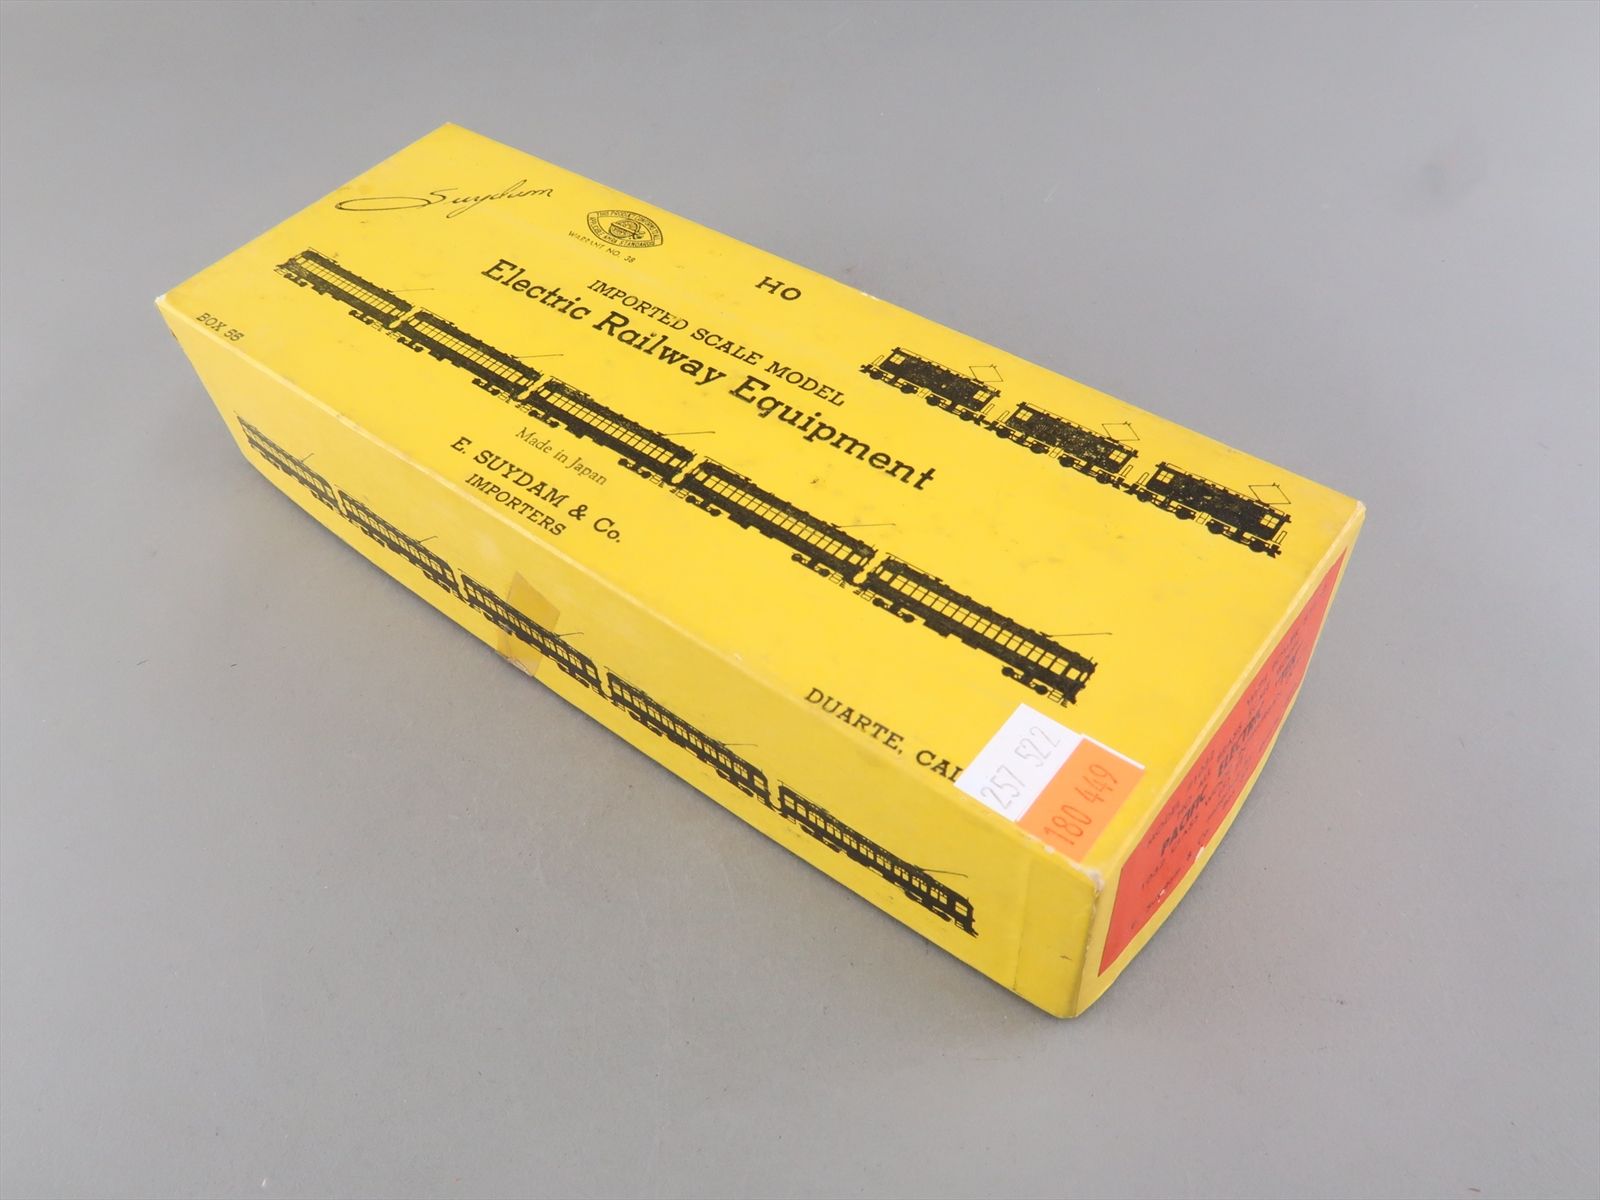 Suydam
WARRANT NO. 38
HO
IMPORTED SCALE MODEL
Electric Railway Equipment
BOX 55
Made in Japan
E. SUYDAM & Co.
IMPORTERS
DUARTE, CAL
257 522
180 449
PACIFIC ELECTRIC